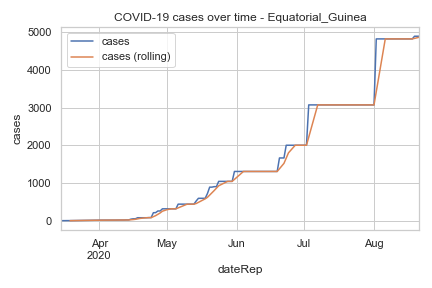 COVID-19 cases over time - Equatorial_Guinea
cases
cases (rolling)
5000
4000
3000
2000
1000
0
cases
Apr
2020
May
Jun
Jul
Aug
dateRep